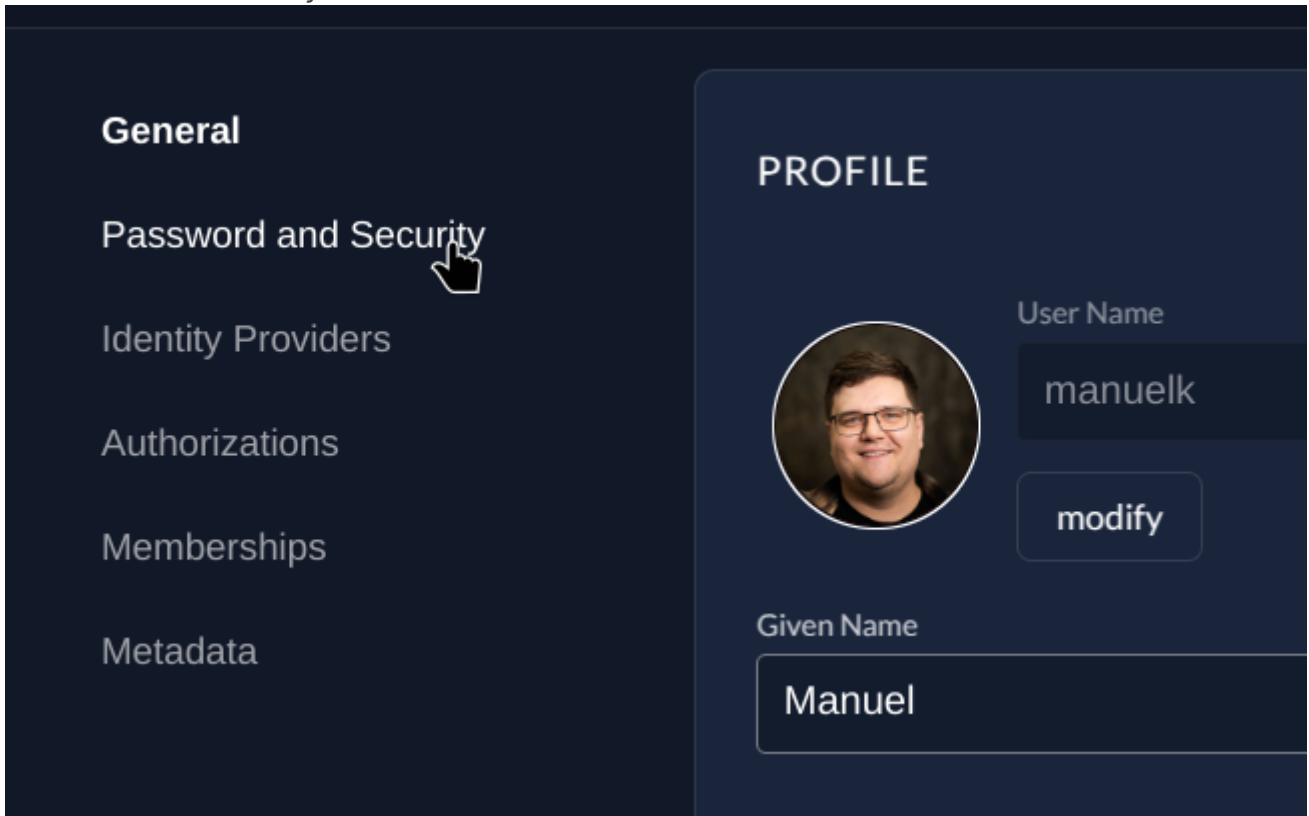 General
Password and Security
Identity Providers
Authorizations
Memberships
Metadata
PROFILE
User Name
manuelk
modify
Given Name
Manuel